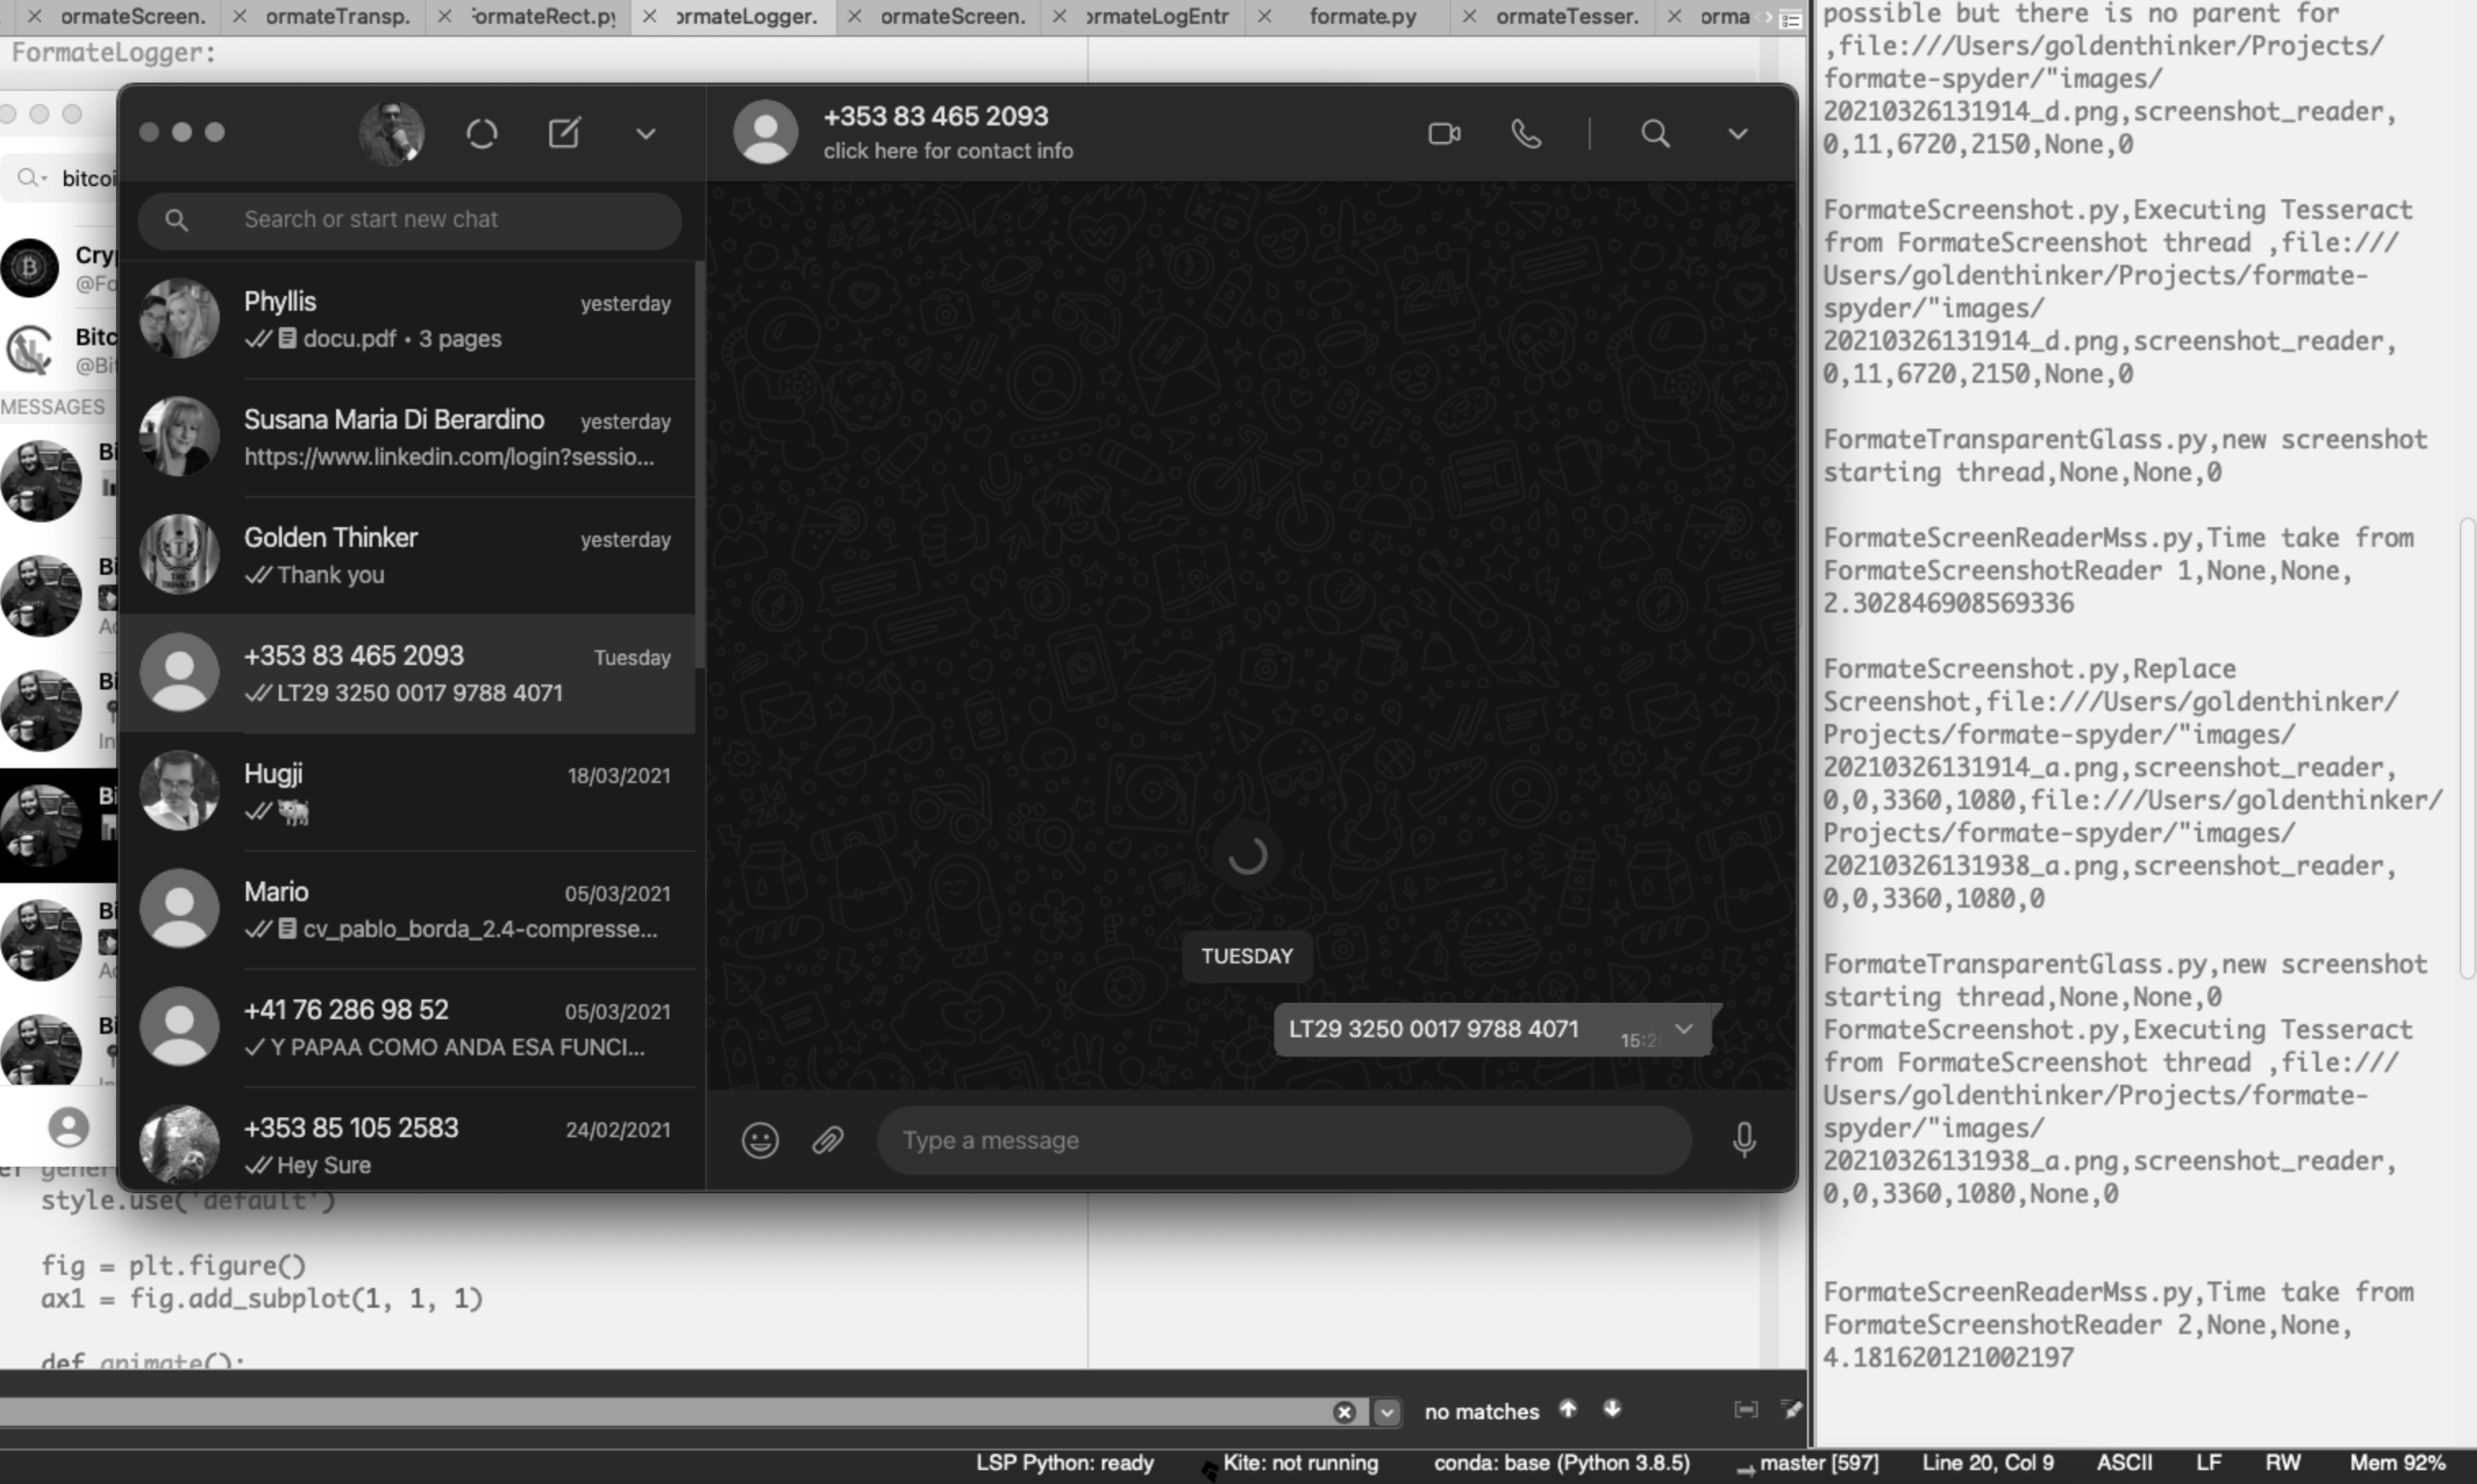 ormateScreen. ormateTransp. FormateRect.py ormateLogger. ormateScreen. ormateLogEntr formate.py ormateTesser. orma
FormateLogger:
bitcoi
Cry
@Fo
Bitc
@Bit
MESSAGES
Bi
Bi
Ac
Bi
In
Bi
Bi
Ac
Bi
Search or start new chat
Phyllis yesterday
docu.pdf • 3 pages
Susana Maria Di Berardino yesterday
https://www.linkedin.com/login?sessio...
Golden Thinker yesterday
Thank you
+353 83 465 2093 Tuesday
LT29 3250 0017 9788 4071
Hugji 18/03/2021
Mario 05/03/2021
cv_pablo_borda_2.4-compresse...
+41 76 286 98 52 05/03/2021
Y PAPAA COMO ANDA ESA FUNCI...
+353 85 105 2583 24/02/2021
Hey Sure
+353 83 465 2093
click here for contact info
TUESDAY
LT29 3250 0017 9788 4071 15:2
Type a message
style.use('default')
fig = plt.figure()
ax1 = fig.add_subplot(1, 1, 1)
def animate():
no matches
possible but there is no parent for
,file:///Users/goldenthinker/Projects/
formate-spyder/"images/
20210326131914_d.png,screenshot_reader,
0,11,6720,2150,None,0
FormateScreenshot.py,Executing Tesseract
from FormateScreenshot thread ,file:///
Users/goldenthinker/Projects/formate-
spyder/"images/
20210326131914_d.png,screenshot_reader,
0,11,6720,2150,None,0
FormateTransparentGlass.py,new screenshot
starting thread,None,None,0
FormateScreenReaderMss.py,Time take from
FormateScreenshotReader 1,None,None,
2.302846908569336
FormateScreenshot.py,Replace
Screenshot,file:///Users/goldenthinker/
Projects/formate-spyder/"images/
20210326131914_a.png,screenshot_reader,
0,0,3360,1080,file:///Users/goldenthinker/
Projects/formate-spyder/"images/
20210326131938_a.png,screenshot_reader,
0,0,3360,1080,0
FormateTransparentGlass.py,new screenshot
starting thread,None,None,0
FormateScreenshot.py,Executing Tesseract
from FormateScreenshot thread ,file:///
Users/goldenthinker/Projects/formate-
spyder/"images/
20210326131938_a.png,screenshot_reader,
0,0,3360,1080,None,0
FormateScreenReaderMss.py,Time take from
FormateScreenshotReader 2,None,None,
4.181620121002197
LSP Python: ready Kite: not running conda: base (Python 3.8.5) master [597] Line 20, Col 9 ASCII LF RW Mem 92%